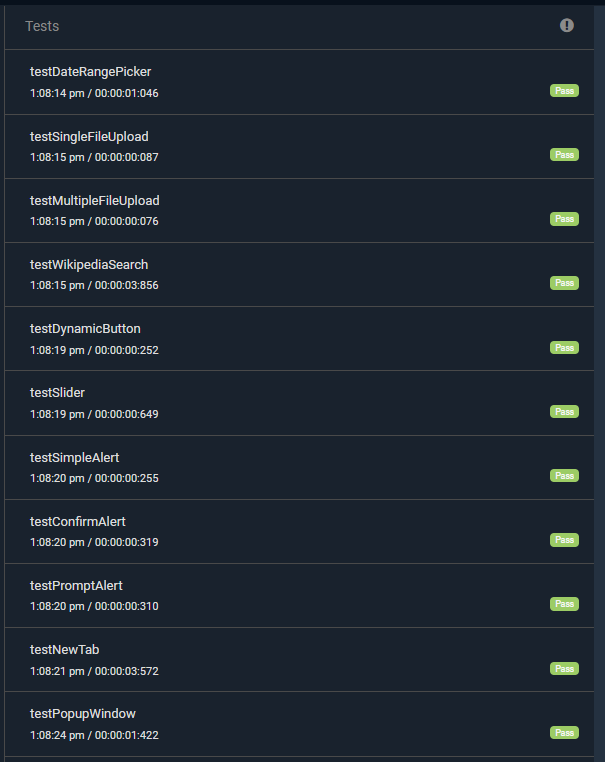 Tests
testDateRangePicker
1:08:14 pm / 00:00:01:046
Pass
testSingleFileUpload
1:08:15 pm / 00:00:00:087
Pass
testMultipleFileUpload
1:08:15 pm / 00:00:00:076
Pass
testWikipediaSearch
1:08:15 pm / 00:00:03:856
Pass
testDynamicButton
1:08:19 pm / 00:00:00:252
Pass
testSlider
1:08:19 pm / 00:00:00:649
Pass
testSimpleAlert
1:08:20 pm / 00:00:00:255
Pass
testConfirmAlert
1:08:20 pm / 00:00:00:319
Pass
testPromptAlert
1:08:20 pm / 00:00:00:310
Pass
testNewTab
1:08:21 pm / 00:00:03:572
Pass
testPopupWindow
1:08:24 pm / 00:00:01:422
Pass